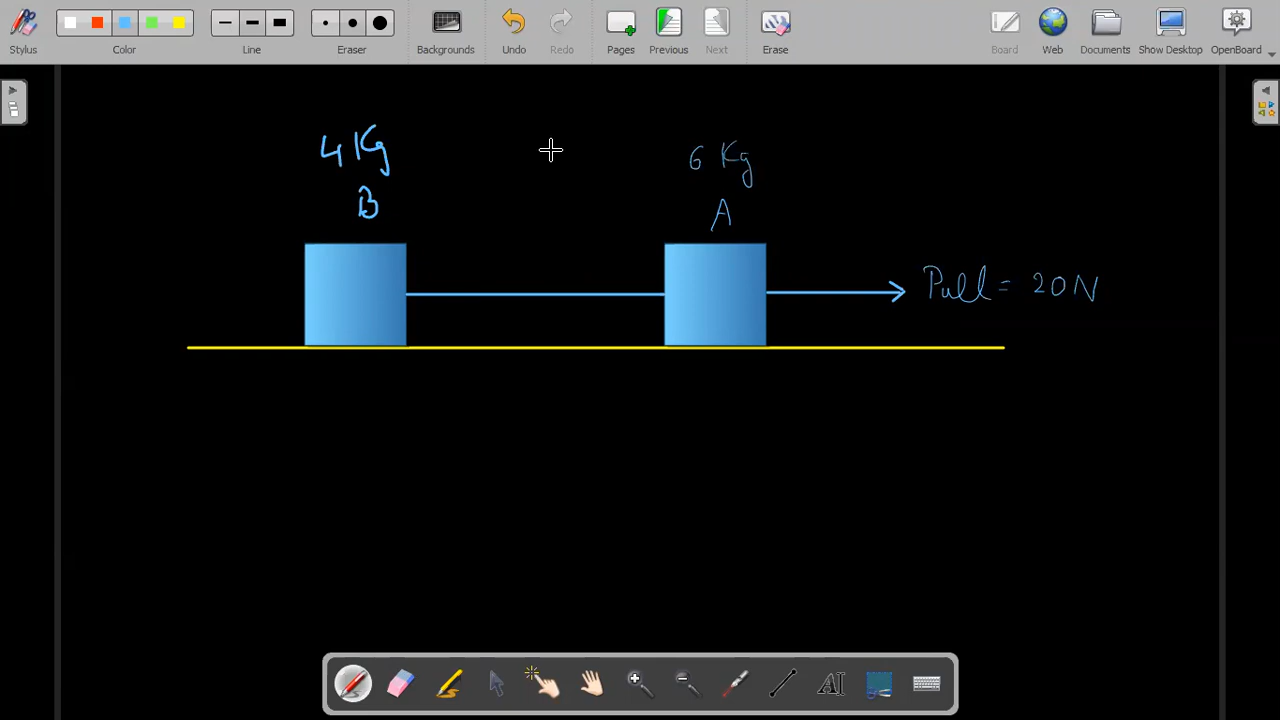 Stylus
Color
Line
Eraser
Backgrounds
Undo
Redo
Pages
Previous
Next
Erase
Board
Web
Documents
Show Desktop
OpenBoard
4 Kg
B
6 Kg
A
Pull = 20N